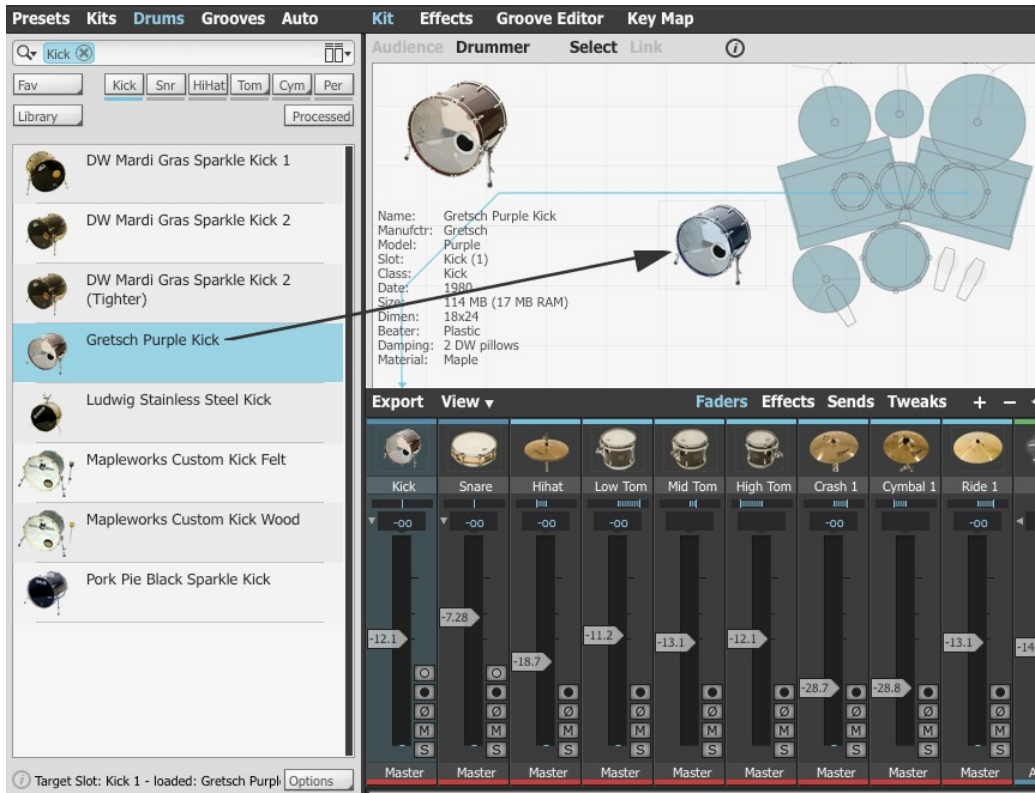 Presets Kits Drums Grooves Auto
Kit Effects Groove Editor Key Map
Kick
Audience Drummer Select Link
Fav Kick Snr HiHat Tom Cym Per
Library Processed
DW Mardi Gras Sparkle Kick 1
DW Mardi Gras Sparkle Kick 2
DW Mardi Gras Sparkle Kick 2
(Tighter)
Gretsch Purple Kick
Ludwig Stainless Steel Kick
Mapleworks Custom Kick Felt
Mapleworks Custom Kick Wood
Pork Pie Black Sparkle Kick
Target Slot: Kick 1 - loaded: Gretsch Purpl Options
Name: Gretsch Purple Kick
Manufctr: Gretsch
Model: Purple
Slot: Kick (1)
Class: Kick
Date: 1980
Size: 114 MB (17 MB RAM)
Dimen: 18x24
Beater: Plastic
Damping: 2 DW pillows
Material: Maple
Export View Faders Effects Sends Tweaks + -
Kick Snare Hihat Low Tom Mid Tom High Tom Crash 1 Cymbal 1 Ride 1
-oo -oo -oo -oo -oo -oo
-12.1 -7.28 -18.7 -11.2 -13.1 -12.1 -28.7 -28.8 -13.1 -14
Ø Ø Ø Ø Ø Ø Ø Ø Ø
M M M M M M M M M
S S S S S S S S S
Master Master Master Master Master Master Master Master Master A